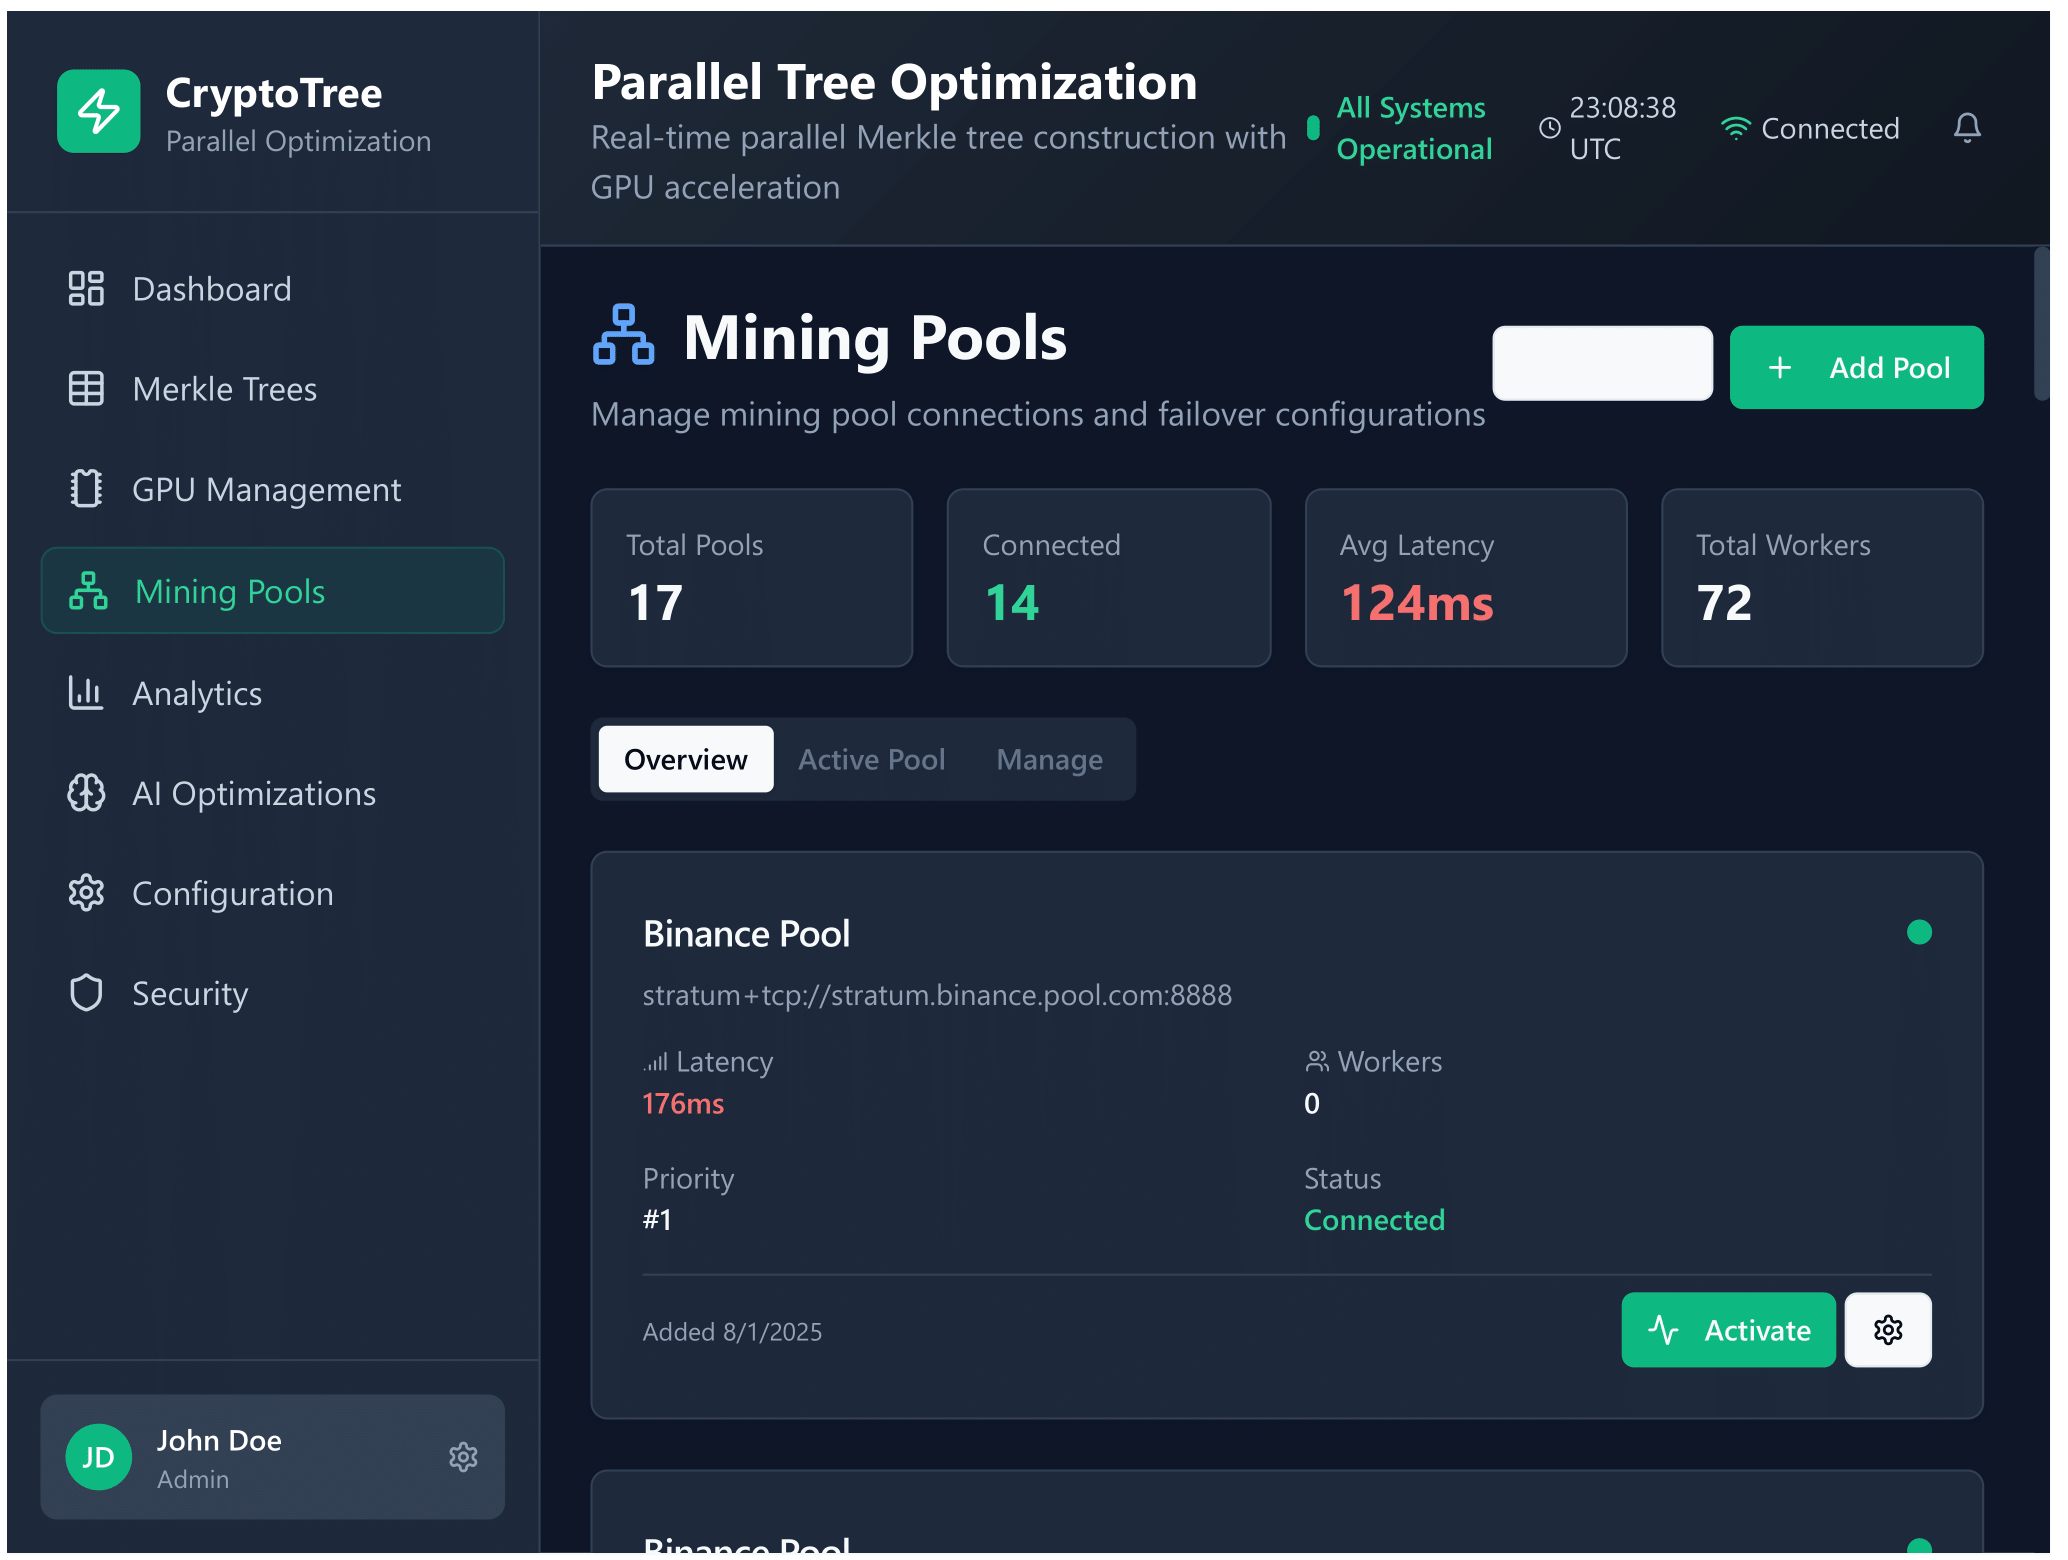 CryptoTree
Parallel Optimization
Dashboard
Merkle Trees
GPU Management
Mining Pools
Analytics
AI Optimizations
Configuration
Security
JD
John Doe
Admin
Parallel Tree Optimization
Real-time parallel Merkle tree construction with
GPU acceleration
All Systems
Operational
23:08:38
UTC
Connected
Mining Pools
Manage mining pool connections and failover configurations
Add Pool
Total Pools
17
Connected
14
Avg Latency
124ms
Total Workers
72
Overview
Active Pool
Manage
Binance Pool
stratum+tcp://stratum.binance.pool.com:8888
Latency
176ms
Workers
0
Priority
#1
Status
Connected
Added 8/1/2025
Activate
Binance Pool